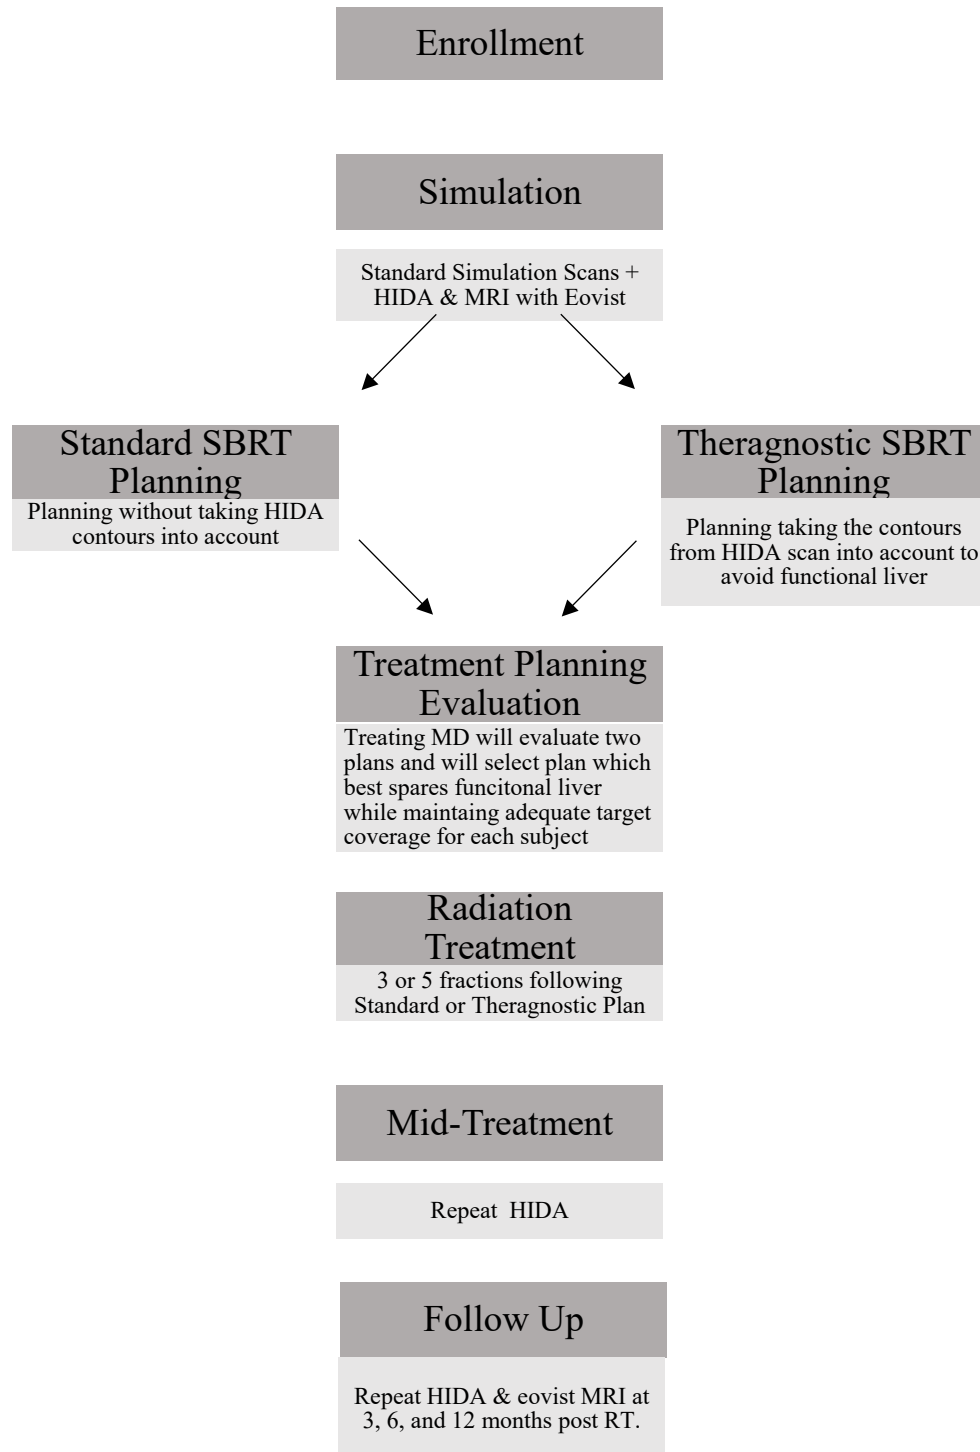 Enrollment
Simulation
Standard Simulation Scans +
HIDA & MRI with Eovist
Standard SBRT
Planning
Planning without taking HIDA
contours into account
Theragnostic SBRT
Planning
Planning taking the contours
from HIDA scan into account to
avoid functional liver
Treatment Planning
Evaluation
Treating MD will evaluate two
plans and will select plan which
best spares funcitonal liver
while maintaing adequate target
coverage for each subject
Radiation
Treatment
3 or 5 fractions following
Standard or Theragnostic Plan
Mid-Treatment
Repeat HIDA
Follow Up
Repeat HIDA & eovist MRI at
3, 6, and 12 months post RT.